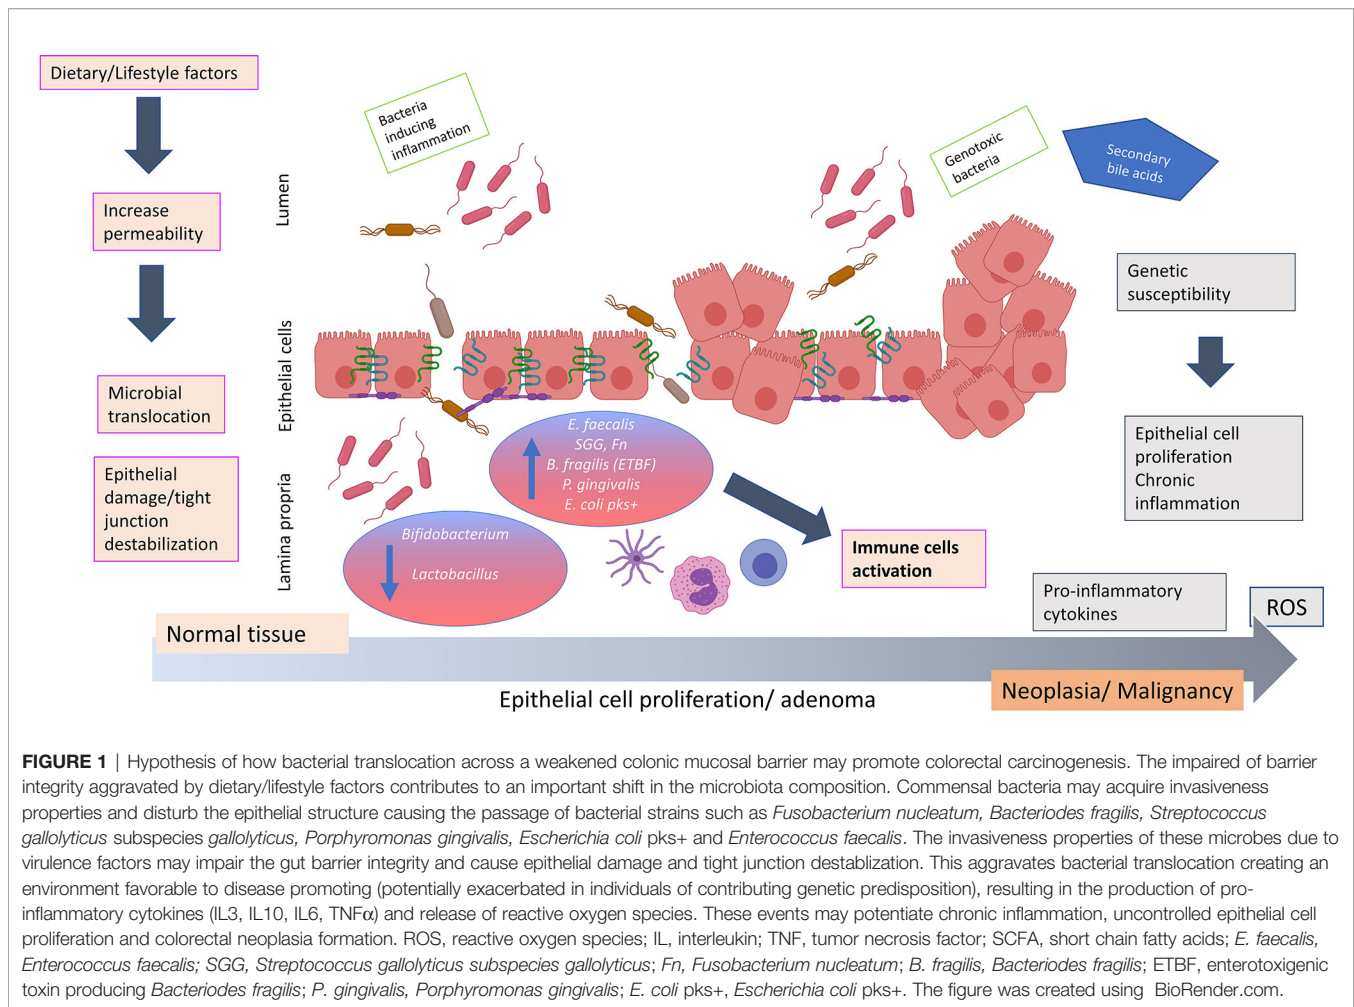 Dietary/Lifestyle factors
Increase
permeability
Microbial
translocation
Epithelial
damage/tight
junction
destabilization
Lumen
Epithelial cells
Lamina propria
Bacteria
inducing
inflammation
Genotoxic
bacteria
Secondary
bile acids
Genetic
susceptibility
Epithelial cell
proliferation
Chronic
inflammation
E. faecalis
SGG, Fn
B. fragilis (ETBF)
P. gingivalis
E. coli pks+
Bifidobacterium
Lactobacillus
Immune cells
activation
Pro-inflammatory
cytokines
ROS
Normal tissue
Epithelial cell proliferation/ adenoma
Neoplasia/ Malignancy
FIGURE 1 | Hypothesis of how bacterial translocation across a weakened colonic mucosal barrier may promote colorectal carcinogenesis. The impaired of barrier
integrity aggravated by dietary/lifestyle factors contributes to an important shift in the microbiota composition. Commensal bacteria may acquire invasiveness
properties and disturb the epithelial structure causing the passage of bacterial strains such as Fusobacterium nucleatum, Bacteriodes fragilis, Streptococcus
gallolyticus subspecies gallolyticus, Porphyromonas gingivalis, Escherichia coli pks+ and Enterococcus faecalis. The invasiveness properties of these microbes due to
virulence factors may impair the gut barrier integrity and cause epithelial damage and tight junction destablization. This aggravates bacterial translocation creating an
environment favorable to disease promoting (potentially exacerbated in individuals of contributing genetic predisposition), resulting in the production of pro-
inflammatory cytokines (IL3, IL10, IL6, TNFα) and release of reactive oxygen species. These events may potentiate chronic inflammation, uncontrolled epithelial cell
proliferation and colorectal neoplasia formation. ROS, reactive oxygen species; IL, interleukin; TNF, tumor necrosis factor; SCFA, short chain fatty acids; E. faecalis,
Enterococcus faecalis; SGG, Streptococcus gallolyticus subspecies gallolyticus; Fn, Fusobacterium nucleatum; B. fragilis, Bacteriodes fragilis; ETBF, enterotoxigenic
toxin producing Bacteriodes fragilis; P. gingivalis, Porphyromonas gingivalis; E. coli pks+, Escherichia coli pks+. The figure was created using BioRender.com.